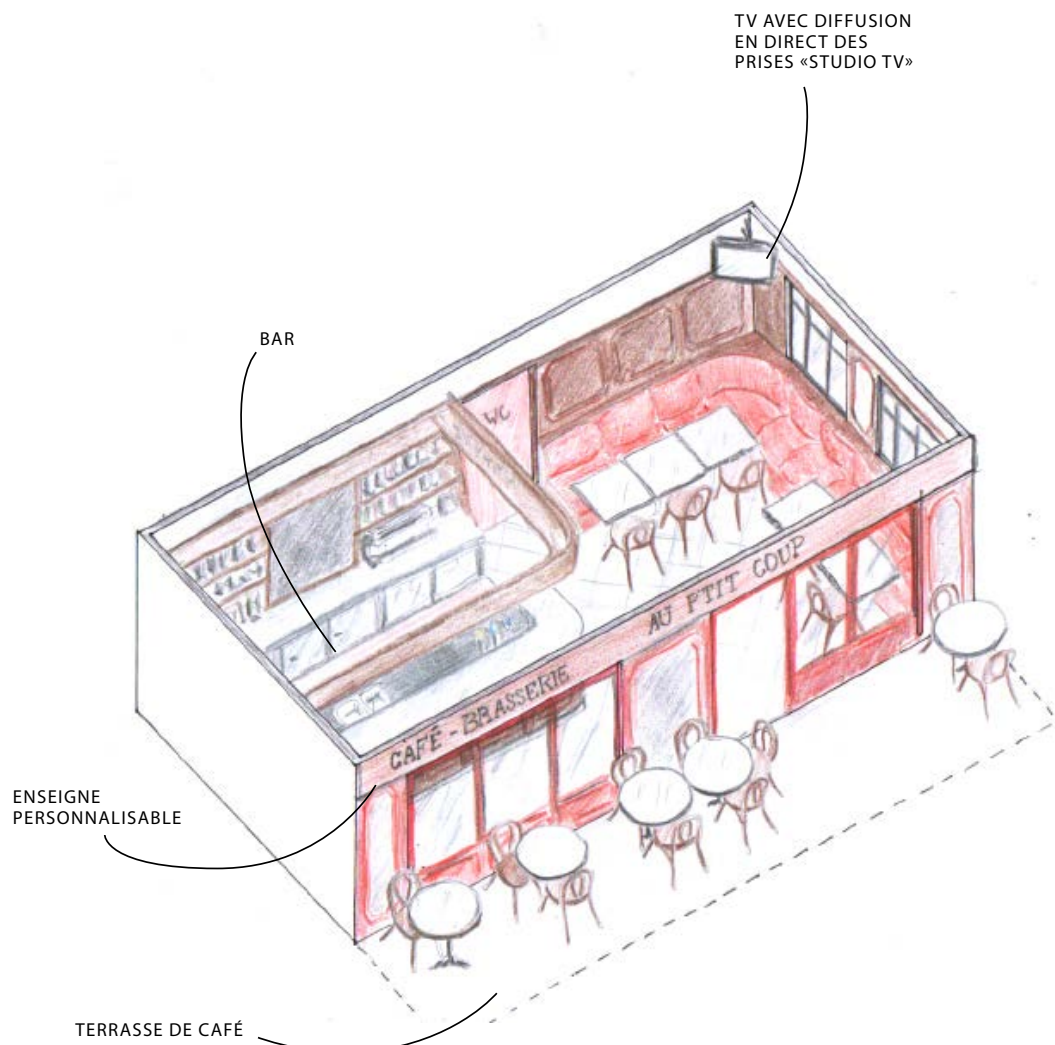 TV AVEC DIFFUSION
EN DIRECT DES
PRISES «STUDIO TV»
BAR
WC
AU PTIT COUP
CAFÉ - BRASSERIE
ENSEIGNE
PERSONNALISABLE
TERRASSE DE CAFÉ